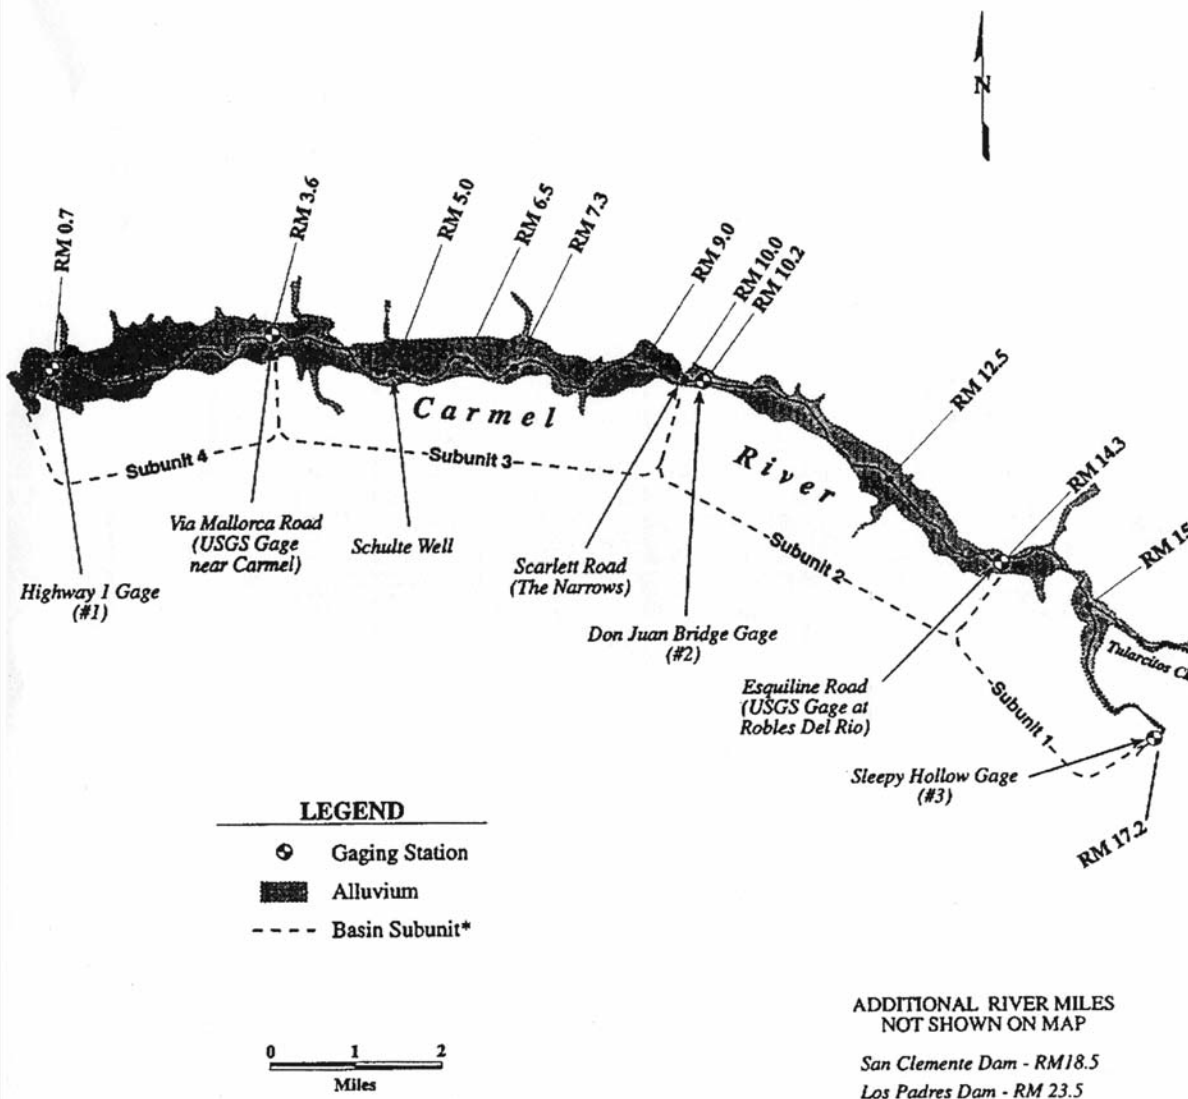 N
RM 0.7
RM 3.6
RM 5.0
RM 6.5
RM 7.3
RM 9.0
RM 10.0
RM 10.2
RM 12.5
RM 14.3
RM 15
Carmel
River
Subunit 4
Subunit 3
Subunit 2
Subunit 1
Via Mallorca Road
(USGS Gage
near Carmel)
Schulte Well
Scarlett Road
(The Narrows)
Highway 1 Gage
(#1)
Don Juan Bridge Gage
(#2)
Tularcitos
Esquiline Road
(USGS Gage at
Robles Del Rio)
Sleepy Hollow Gage
(#3)
RM 17.2
LEGEND
Gaging Station
Alluvium
Basin Subunit*
0 1 2
Miles
ADDITIONAL RIVER MILES
NOT SHOWN ON MAP
San Clemente Dam - RM18.5
Los Padres Dam - RM 23.5